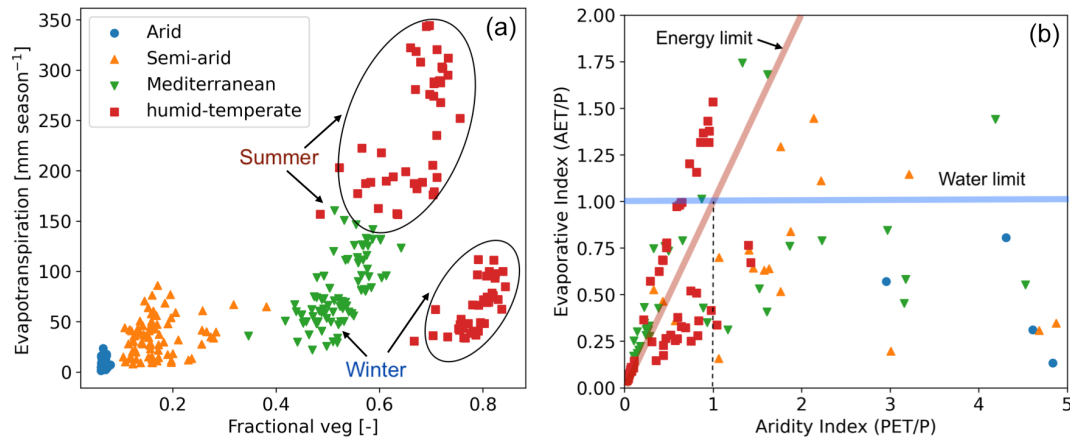 (a)
Arid
Semi-arid
Mediterranean
humid-temperate
Summer
Winter
Evapotranspiration [mm season⁻¹]
350
300
250
200
150
100
50
0
0.2
0.4
0.6
0.8
Fractional veg [-]
(b)
Energy limit
Water limit
Evaporative Index (AET/P)
2.00
1.75
1.50
1.25
1.00
0.75
0.50
0.25
0.00
0
1
2
3
4
5
Aridity Index (PET/P)